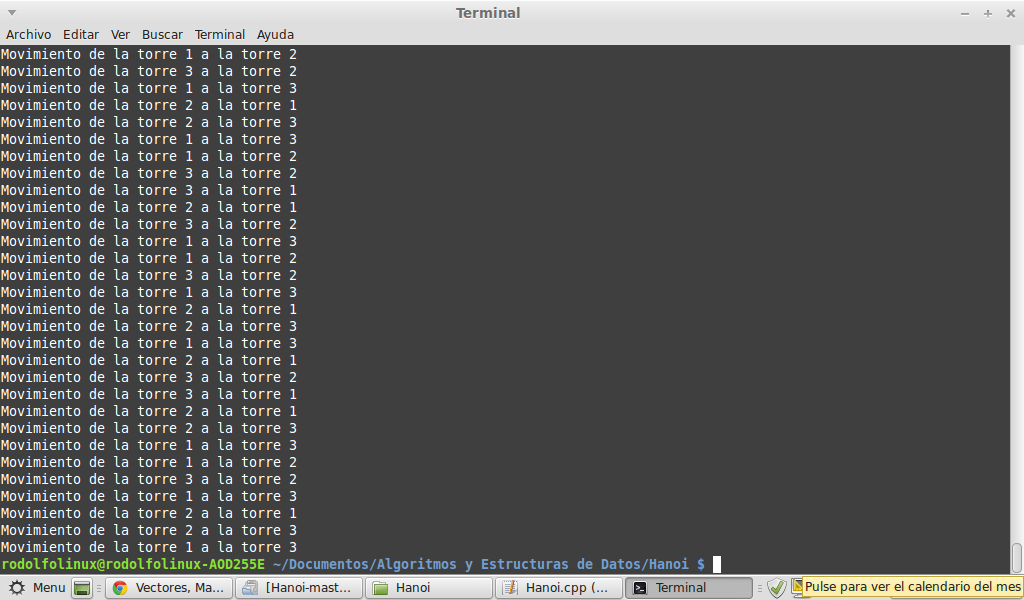 Terminal
Archivo Editar Ver Buscar Terminal Ayuda
Movimiento de la torre 1 a la torre 2
Movimiento de la torre 3 a la torre 2
Movimiento de la torre 1 a la torre 3
Movimiento de la torre 2 a la torre 1
Movimiento de la torre 2 a la torre 3
Movimiento de la torre 1 a la torre 3
Movimiento de la torre 1 a la torre 2
Movimiento de la torre 3 a la torre 2
Movimiento de la torre 3 a la torre 1
Movimiento de la torre 2 a la torre 1
Movimiento de la torre 3 a la torre 2
Movimiento de la torre 1 a la torre 3
Movimiento de la torre 1 a la torre 2
Movimiento de la torre 3 a la torre 2
Movimiento de la torre 1 a la torre 3
Movimiento de la torre 2 a la torre 1
Movimiento de la torre 2 a la torre 3
Movimiento de la torre 1 a la torre 3
Movimiento de la torre 2 a la torre 1
Movimiento de la torre 3 a la torre 2
Movimiento de la torre 3 a la torre 1
Movimiento de la torre 2 a la torre 1
Movimiento de la torre 2 a la torre 3
Movimiento de la torre 1 a la torre 3
Movimiento de la torre 1 a la torre 2
Movimiento de la torre 3 a la torre 2
Movimiento de la torre 1 a la torre 3
Movimiento de la torre 2 a la torre 1
Movimiento de la torre 2 a la torre 3
Movimiento de la torre 1 a la torre 3
rodolfolinux@rodolfolinux-AOD255E ~/Documentos/Algoritmos y Estructuras de Datos/Hanoi $
Menu Vectores, Ma... [Hanoi-mast... Hanoi Hanoi.cpp (... Terminal Pulse para ver el calendario del mes